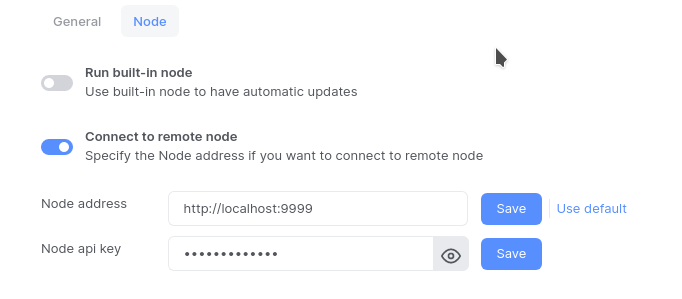 General Node
Run built-in node
Use built-in node to have automatic updates
Connect to remote node
Specify the Node address if you want to connect to remote node
Node address http://localhost:9999 Save Use default
Node api key ••••••••••••• Save